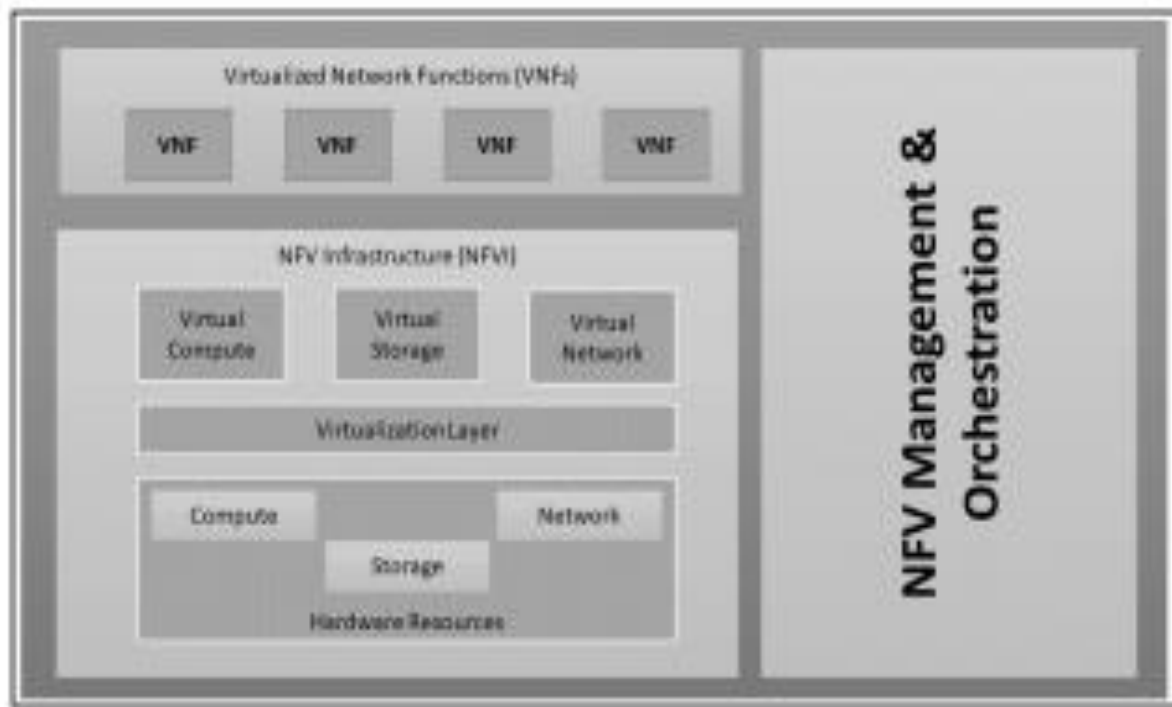 Virtualized Network Functions (VNFs)
VNF VNF VNF VNF
NFV Infrastructure (NFVI)
Virtual Compute
Virtual Storage
Virtual Network
Virtualization Layer
Compute
Network
Storage
Hardware Resources
NFV Management &
Orchestration